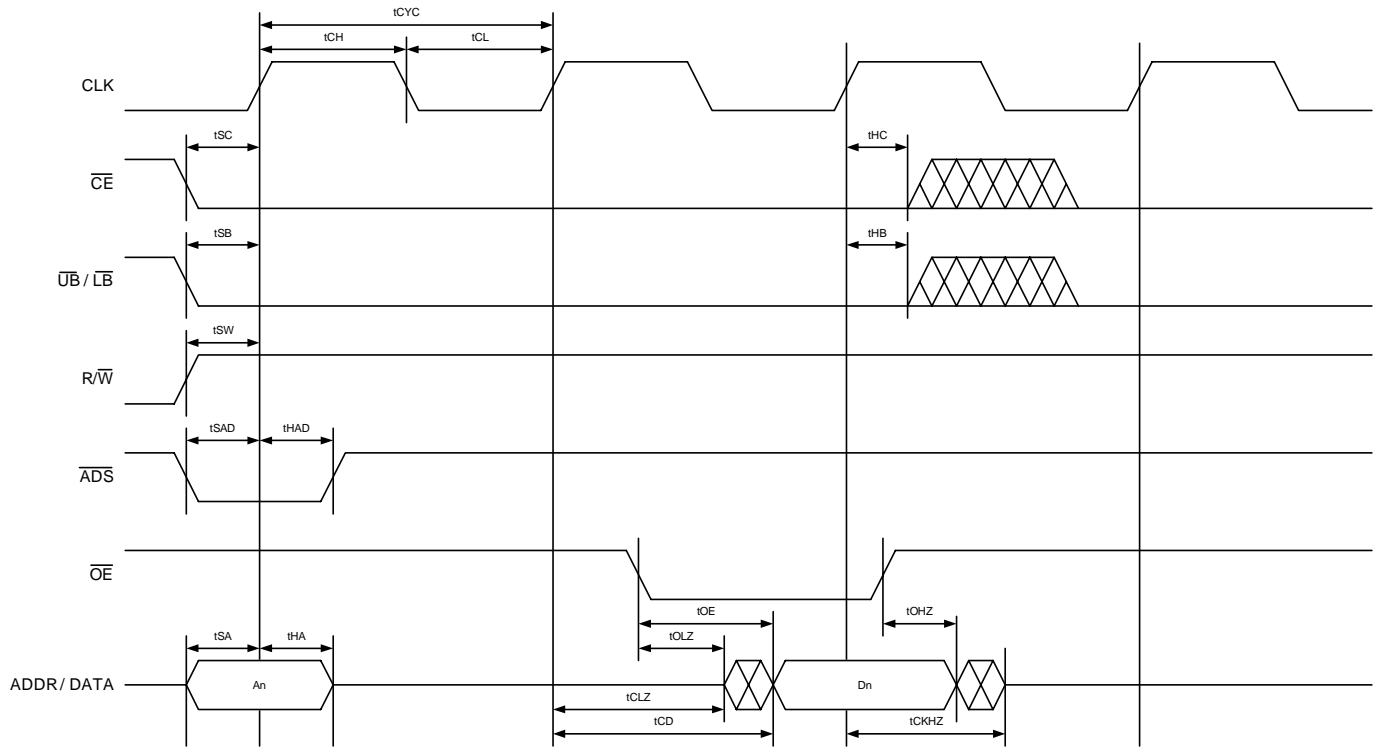 tCYC
tCH tCL
CLK
tSC tHC
CE
tSB tHB
UB / LB
tSW
R/W
tSAD tHAD
ADS
OE
tOE
tSA tHA tOLZ tOHZ
ADDR / DATA An Dn
tCLZ
tCD tCKHZ